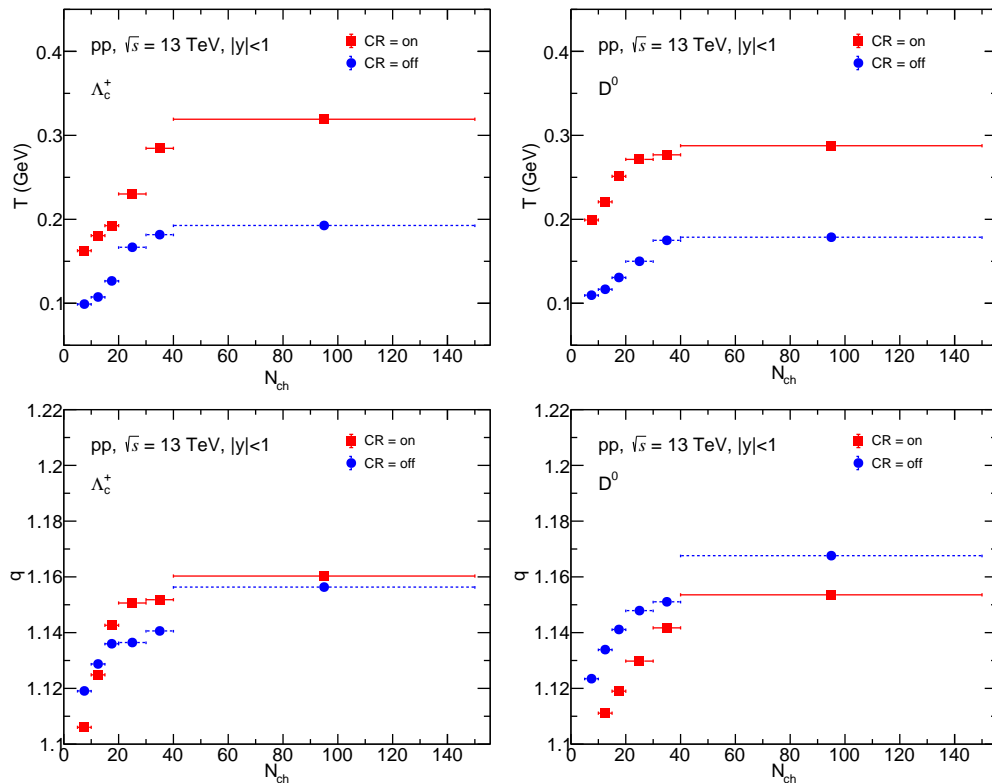 pp, √s = 13 TeV, |y|<1
CR = on
CR = off
Λc+
T (GeV)
0.4
0.3
0.2
0.1
0 20 40 60 80 100 120 140
Nch
pp, √s = 13 TeV, |y|<1
CR = on
CR = off
D0
T (GeV)
0.4
0.3
0.2
0.1
0 20 40 60 80 100 120 140
Nch
pp, √s = 13 TeV, |y|<1
CR = on
CR = off
Λc+
q
1.22
1.2
1.18
1.16
1.14
1.12
1.1
0 20 40 60 80 100 120 140
Nch
pp, √s = 13 TeV, |y|<1
CR = on
CR = off
D0
q
1.22
1.2
1.18
1.16
1.14
1.12
1.1
0 20 40 60 80 100 120 140
Nch